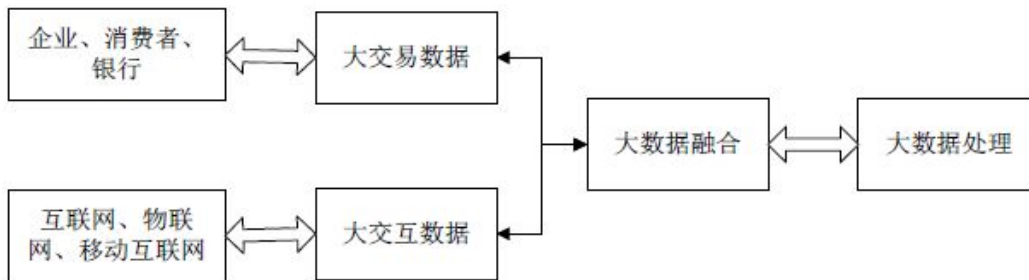 企业、消费者、
银行
大交易数据
大数据融合
大数据处理
互联网、物联
网、移动互联网
大交互数据